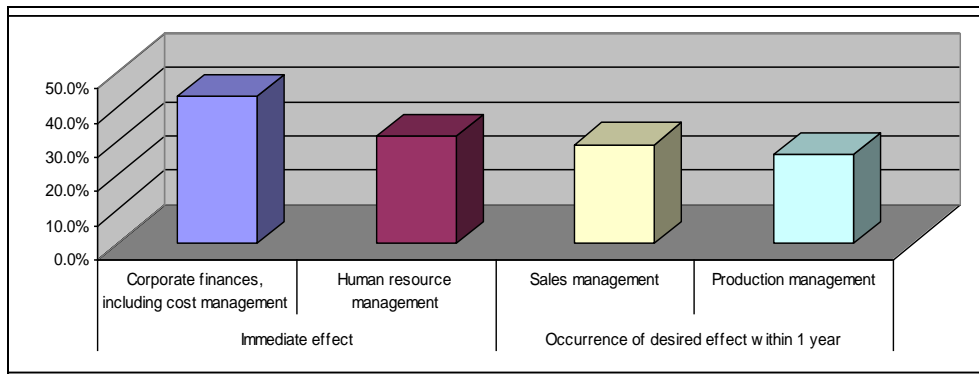 50.0%
40.0%
30.0%
20.0%
10.0%
0.0%
Corporate finances,
including cost management
Human resource
management
Sales management
Production management
Immediate effect
Occurrence of desired effect within 1 year